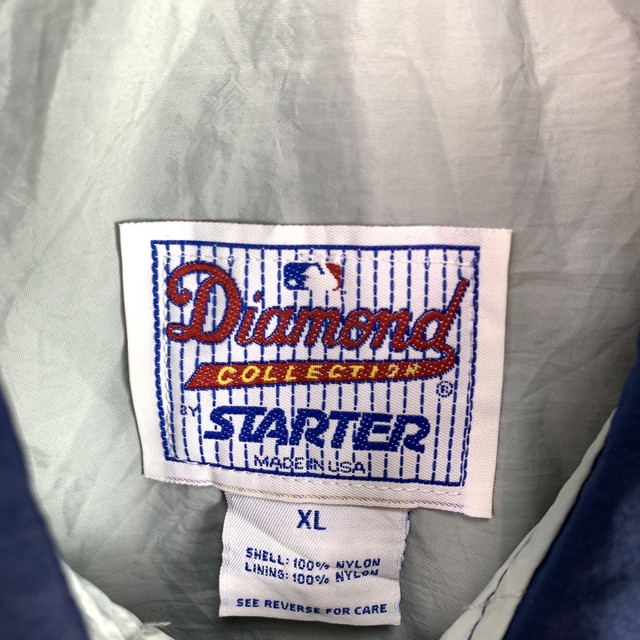 Diamond
COLLECTION
®
BY STARTER
MADE IN USA
XL
SHELL: 100% NYLON
LINING: 100% NYLON
SEE REVERSE FOR CARE